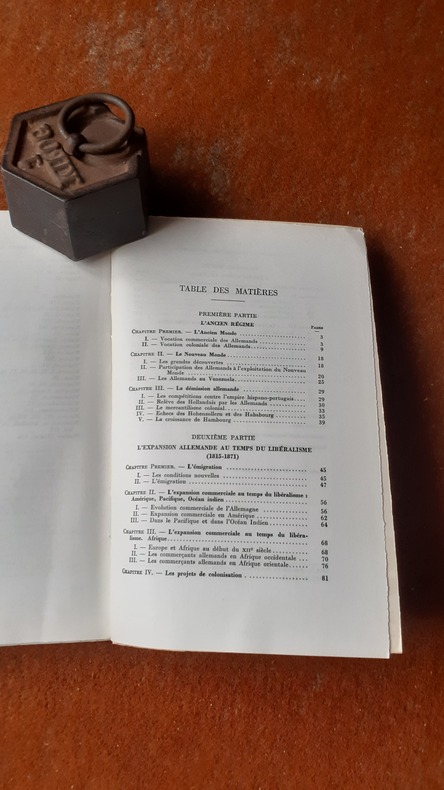 DEMI
KILOG
5
TABLE DES MATIÈRES
PREMIÈRE PARTIE
L'ANCIEN RÉGIME
Pages
Chapitre Premier. — L'Ancien Monde 3
I. — Vocation commerciale des Allemands 3
II. — Vocation coloniale des Allemands 9
Chapitre II. — Le Nouveau Monde 18
I. — Les grandes découvertes 18
II. — Participation des Allemands à l'exploitation du Nouveau
Monde 20
III. — Les Allemands au Venezuela 25
Chapitre III. — La démission allemande 29
I. — Les compétitions contre l'empire hispano-portugais 29
II. — Relève des Hollandais par les Allemands 30
III. — Le mercantilisme colonial 33
IV. — Echecs des Hohenzollern et des Habsbourg 35
V. — La croissance de Hambourg 39
DEUXIÈME PARTIE
L'EXPANSION ALLEMANDE AU TEMPS DU LIBÉRALISME
(1815-1871)
Chapitre Premier. — L'émigration 45
I. — Les conditions nouvelles 45
II. — L'émigration 47
Chapitre II. — L'expansion commerciale au temps du libéralisme :
Amérique, Pacifique, Océan indien 56
I. — Evolution commerciale de l'Allemagne 56
II. — Expansion commerciale en Amérique 62
III. — Dans le Pacifique et dans l'Océan Indien 64
Chapitre III. — L'expansion commerciale au temps du libéra-
lisme. Afrique 68
I. — Europe et Afrique au début du XIXe siècle 68
II. — Les commerçants allemands en Afrique occidentale 70
III. — Les commerçants allemands en Afrique orientale 76
Chapitre IV. — Les projets de colonisation 81